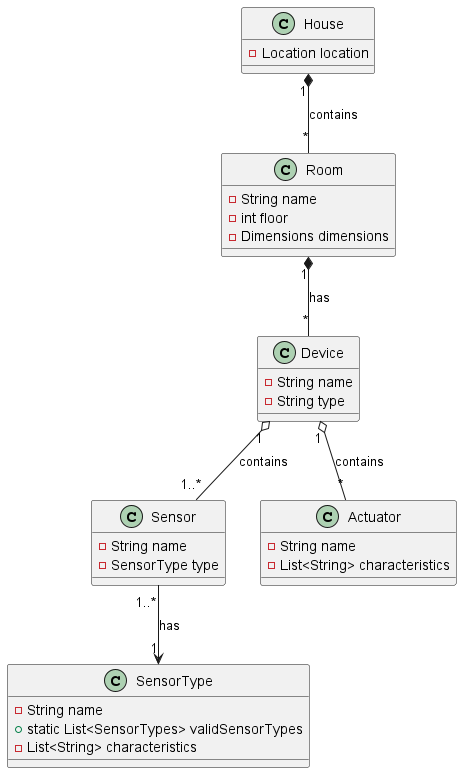 C House
Location location
1
contains
*
C Room
String name
int floor
Dimensions dimensions
1
has
*
C Device
String name
String type
1
1
contains
contains
1..*
*
C Sensor
String name
SensorType type
C Actuator
String name
List<String> characteristics
1..*
has
1
C SensorType
String name
static List<SensorTypes> validSensorTypes
List<String> characteristics